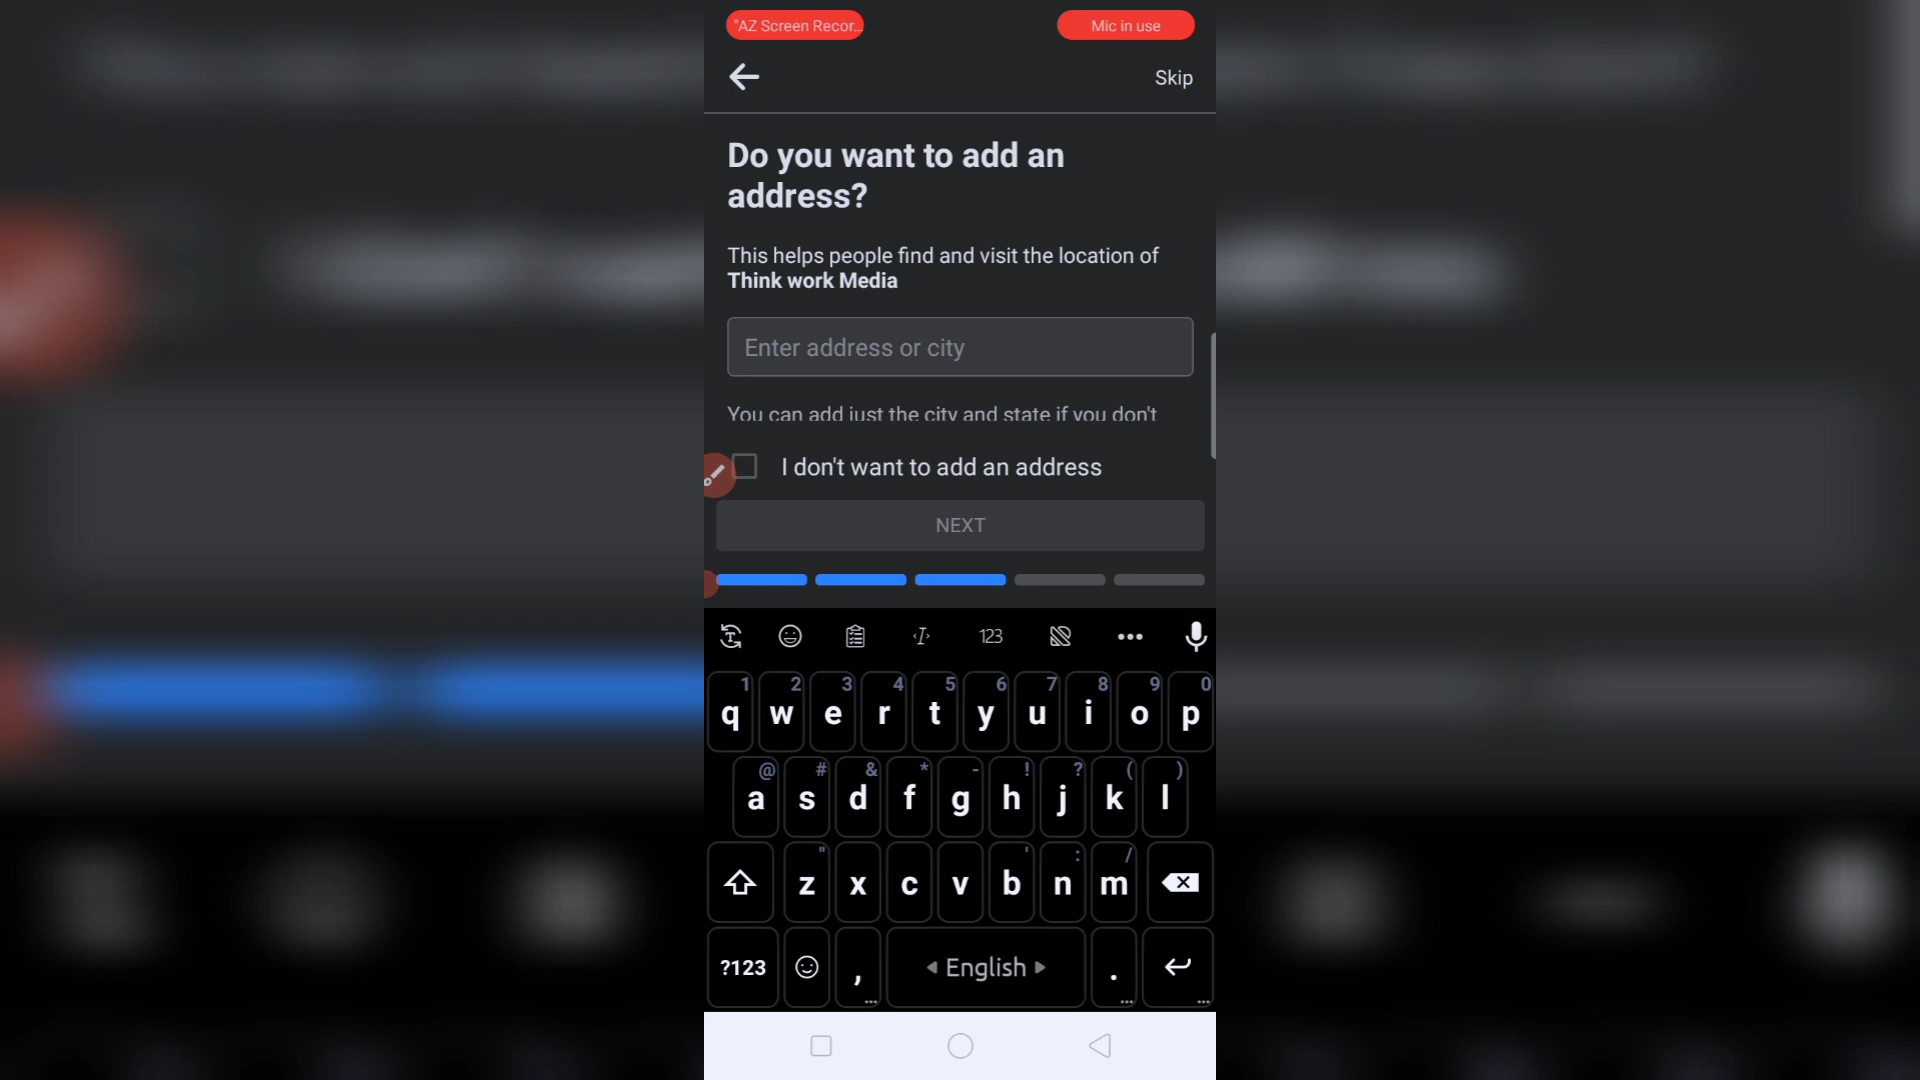 "AZ Screen Recor...
Mic in use
Skip
Do you want to add an
address?
This helps people find and visit the location of
Think work Media
Enter address or city
You can add just the city and state if you don't
I don't want to add an address
NEXT
123
1 2 3 4 5 6 7 8 9 0
q w e r t y u i o p
@ # & * - ! ? ( )
a s d f g h j k l
" ' : /
z x c v b n m
?123 , English .